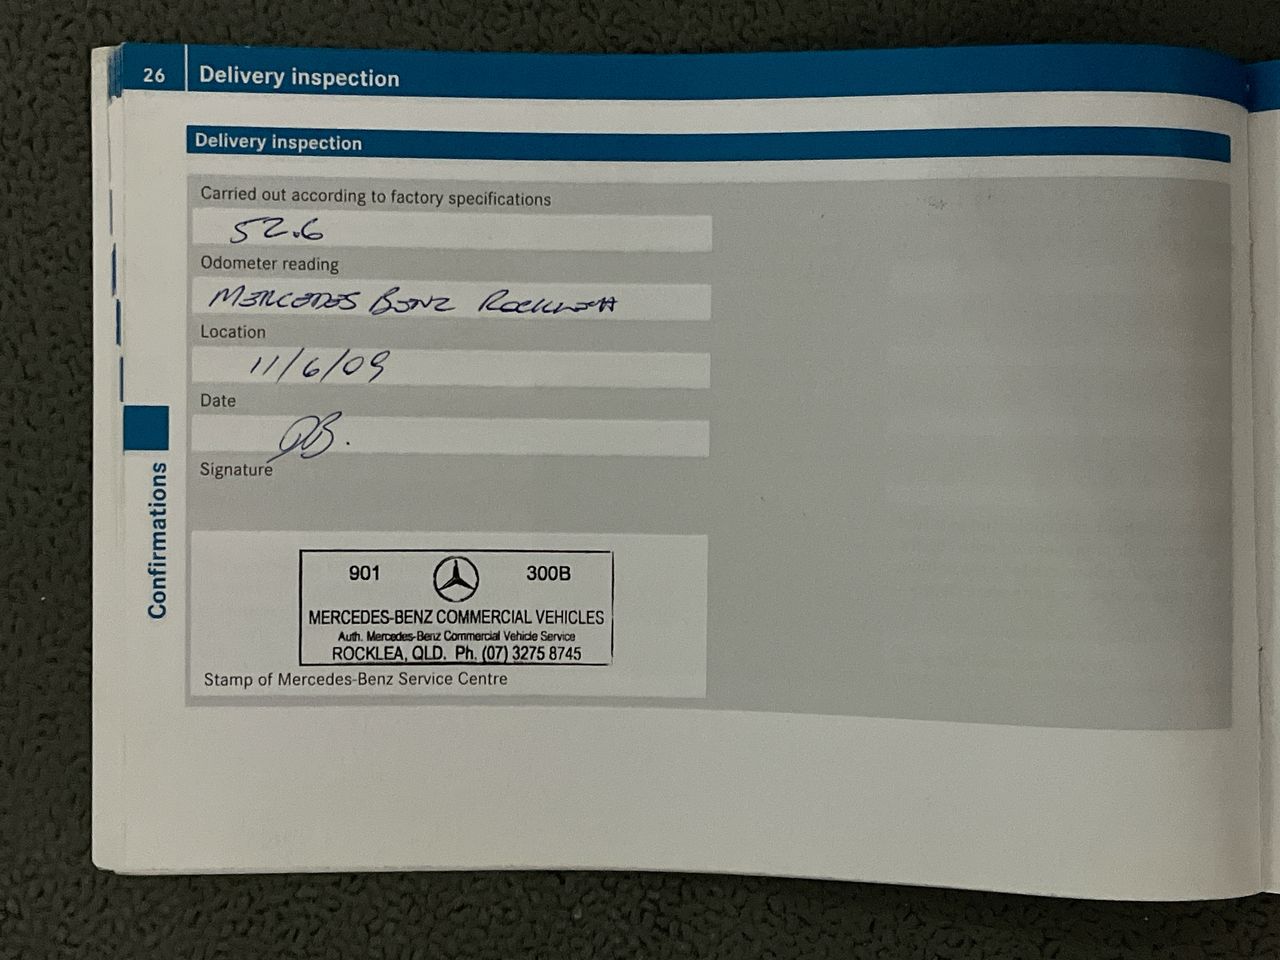 26 Delivery inspection
Delivery inspection
Carried out according to factory specifications
52.6
Odometer reading
MERCEDES BENZ ROCKLEA
Location
11/6/09
Date
Signature
901 300B
MERCEDES-BENZ COMMERCIAL VEHICLES
Auth. Mercedes-Benz Commercial Vehicle Service
ROCKLEA, QLD. Ph. (07) 3275 8745
Stamp of Mercedes-Benz Service Centre
Confirmations